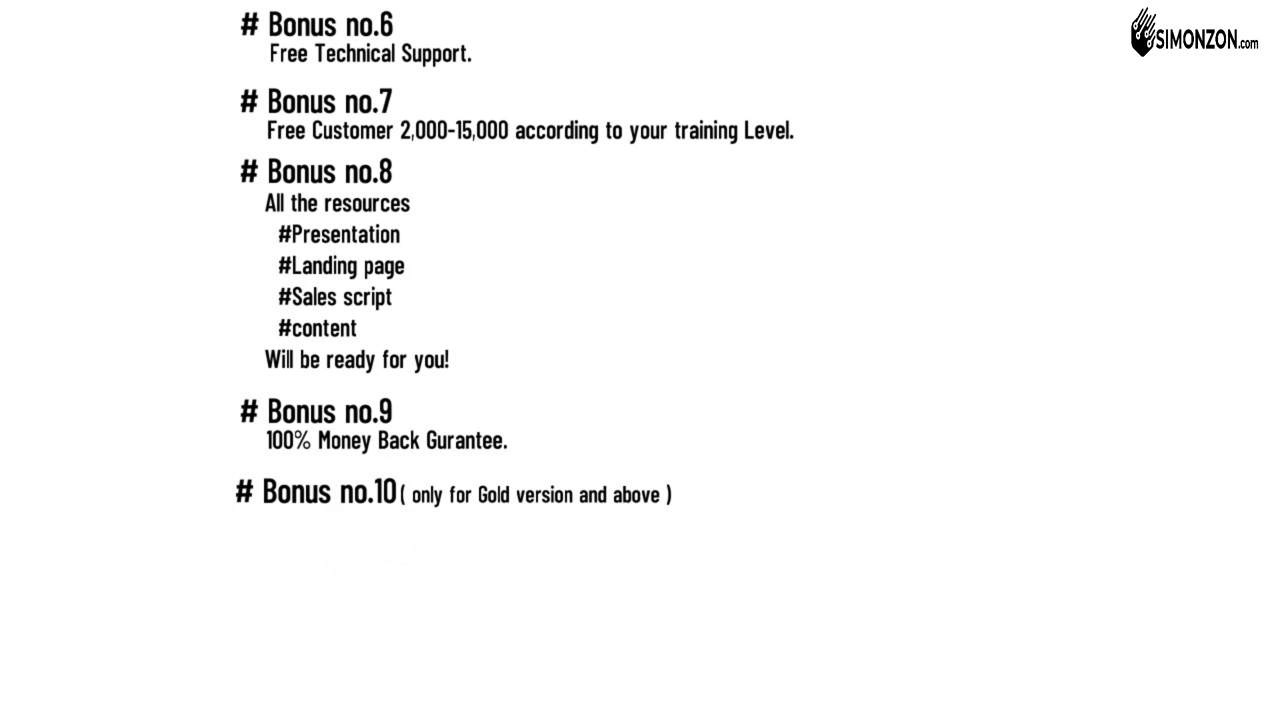 # Bonus no.6
Free Technical Support.
SIMONZON.com
# Bonus no.7
Free Customer 2,000-15,000 according to your training Level.
# Bonus no.8
All the resources
#Presentation
#Landing page
#Sales script
#content
Will be ready for you!
# Bonus no.9
100% Money Back Gurantee.
# Bonus no.10 ( only for Gold version and above )